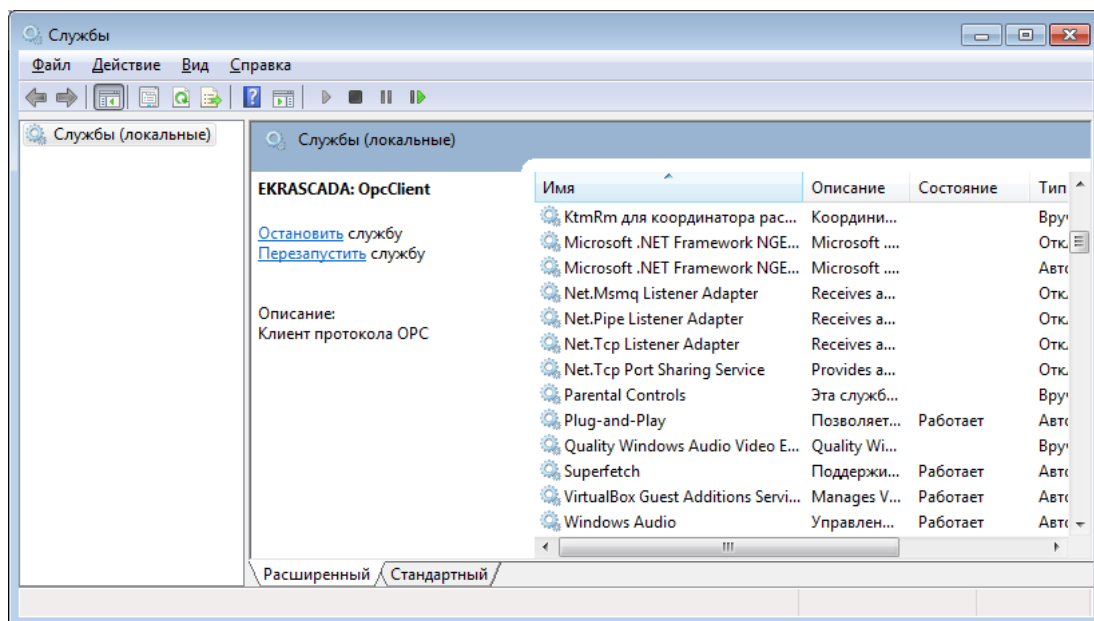 Службы
Файл Действие Вид Справка
Службы (локальные)
Службы (локальные)
EKRASCADA: OpcClient
Остановить службу
Перезапустить службу
Описание:
Клиент протокола OPC
Имя Описание Состояние Тип
KtmRm для координатора рас... Координи... Вру
Microsoft .NET Framework NGE... Microsoft .... Отк.
Microsoft .NET Framework NGE... Microsoft .... Авт
Net.Msmq Listener Adapter Receives a... Отк.
Net.Pipe Listener Adapter Receives a... Отк.
Net.Tcp Listener Adapter Receives a... Отк.
Net.Tcp Port Sharing Service Provides a... Отк.
Parental Controls Эта служб... Вру
Plug-and-Play Позволяет... Работает Авт
Quality Windows Audio Video E... Quality Wi... Вру
Superfetch Поддержи... Работает Авт
VirtualBox Guest Additions Servi... Manages V... Работает Авт
Windows Audio Управлен... Работает Авт
Расширенный Стандартный